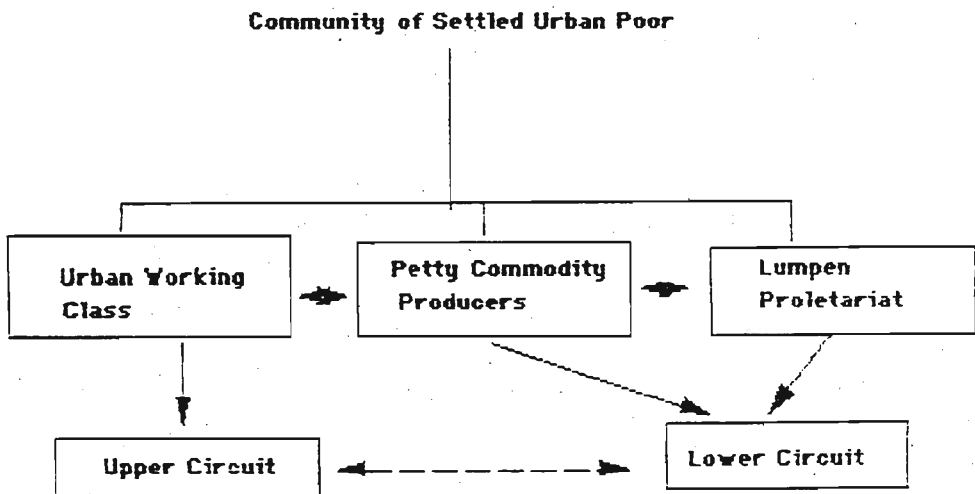 Community of Settled Urban Poor
Urban Working
Class
Petty Commodity
Producers
Lumpen
Proletariat
Upper Circuit
Lower Circuit